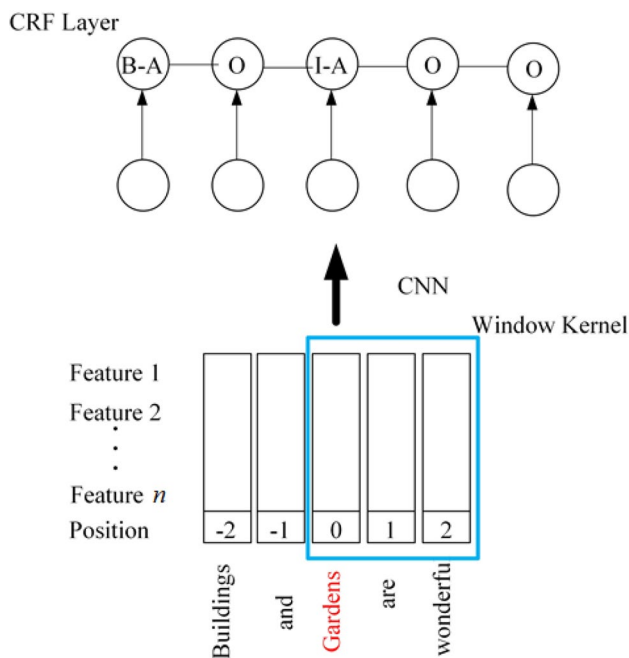 CRF Layer
B-A O I-A O O
CNN
Window Kernel
Feature 1
Feature 2
Feature n
Position -2 -1 0 1 2
Buildings and Gardens are wonderfu